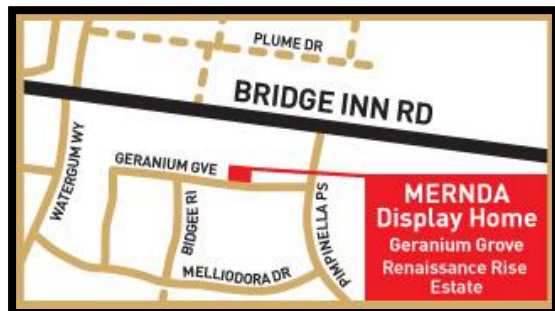 PLUME DR
BRIDGE INN RD
WATERGUM WY
GERANIUM GVE
BIDGEE RI
MELLIODORA DR
PIMPINELLA PS
MERNDA
Display Home
Geranium Grove
Renaissance Rise
Estate